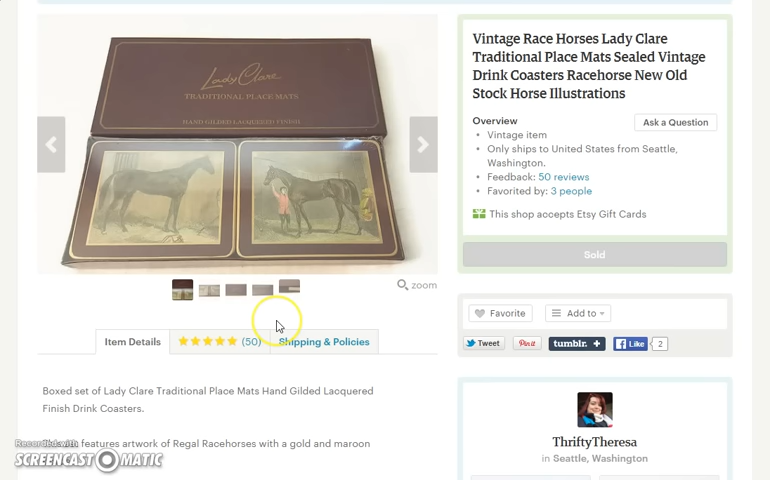 Lady Clare
TRADITIONAL PLACE MATS
HAND GILDED LACQUERED FINISH
zoom
Item Details
(50)
Shipping & Policies
Boxed set of Lady Clare Traditional Place Mats Hand Gilded Lacquered
Finish Drink Coasters.
features artwork of Regal Racehorses with a gold and maroon
Recorded with
SCREENCAST MATIC
Vintage Race Horses Lady Clare
Traditional Place Mats Sealed Vintage
Drink Coasters Racehorse New Old
Stock Horse Illustrations
Overview
Ask a Question
Vintage item
Only ships to United States from Seattle,
Washington.
Feedback: 50 reviews
Favorited by: 3 people
This shop accepts Etsy Gift Cards
Sold
Favorite
Add to
Tweet
Pin it
tumblr. +
Like
2
ThriftyTheresa
in Seattle, Washington